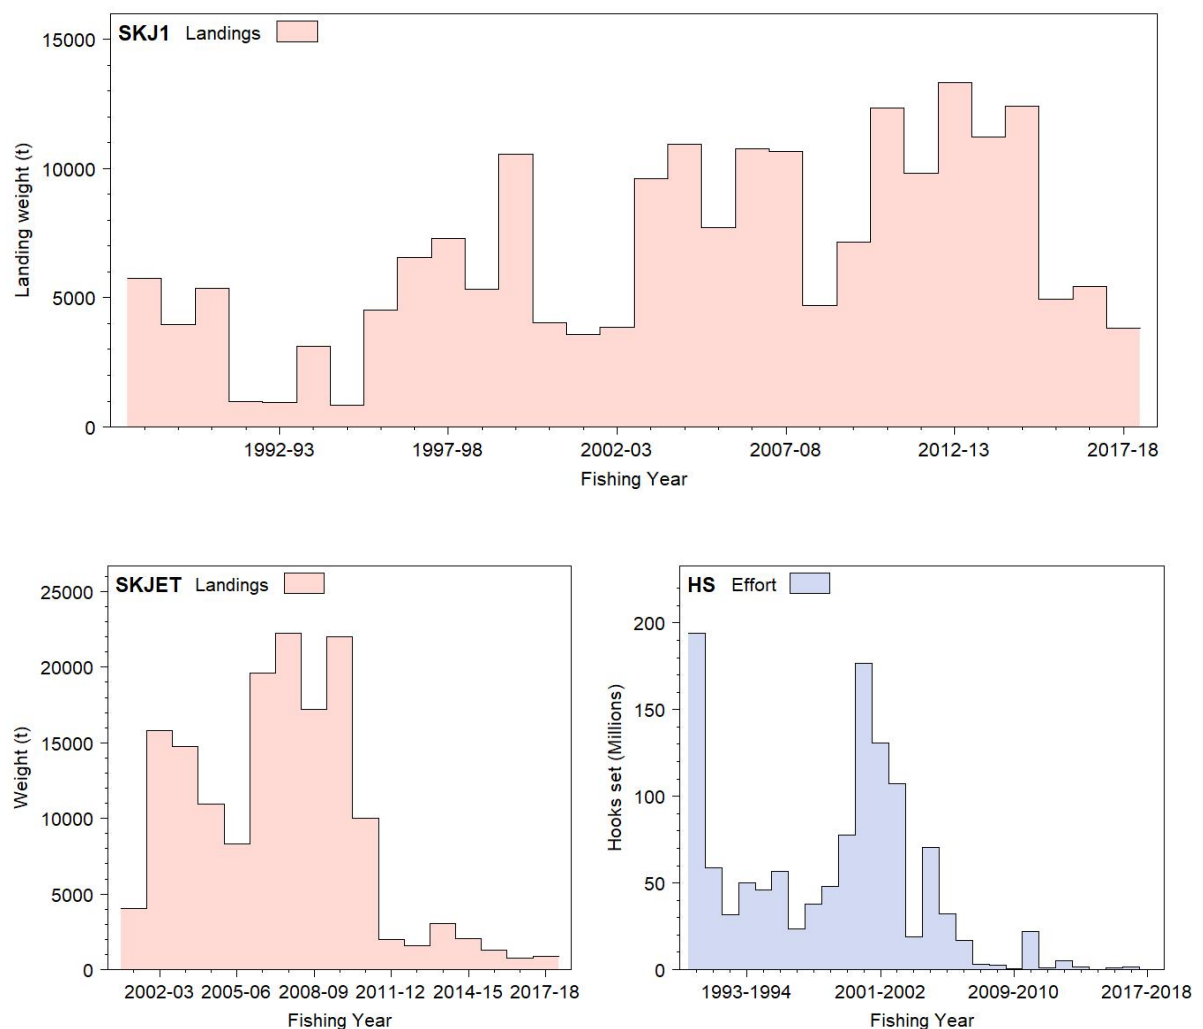 SKJ1 Landings
15000
10000
5000
0
Landing weight (t)
1992-93 1997-98 2002-03 2007-08 2012-13 2017-18
Fishing Year
SKJET Landings
25000
20000
15000
10000
5000
0
Weight (t)
2002-03 2005-06 2008-09 2011-12 2014-15 2017-18
Fishing Year
HS Effort
200
150
100
50
0
Hooks set (Millions)
1993-1994 2001-2002 2009-2010 2017-2018
Fishing Year